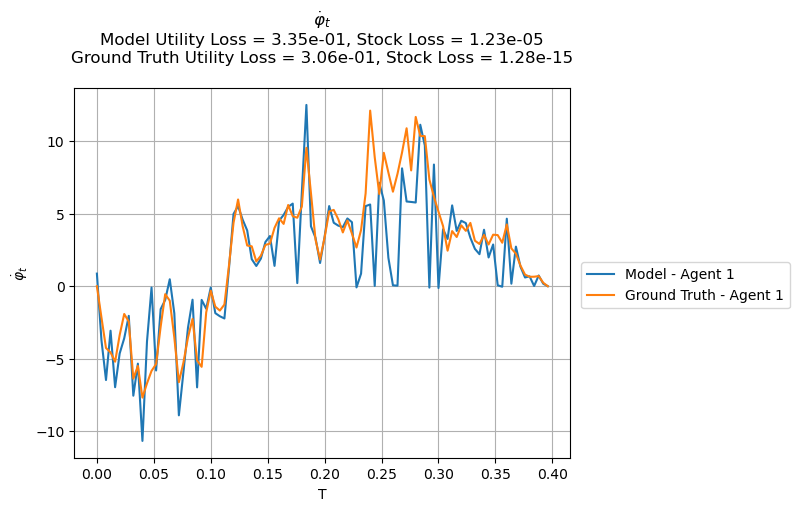 φ̇ₜ
Model Utility Loss = 3.35e-01, Stock Loss = 1.23e-05
Ground Truth Utility Loss = 3.06e-01, Stock Loss = 1.28e-15
10
5
0
−5
−10
φ̇ₜ
0.00 0.05 0.10 0.15 0.20 0.25 0.30 0.35 0.40
T
Model - Agent 1
Ground Truth - Agent 1